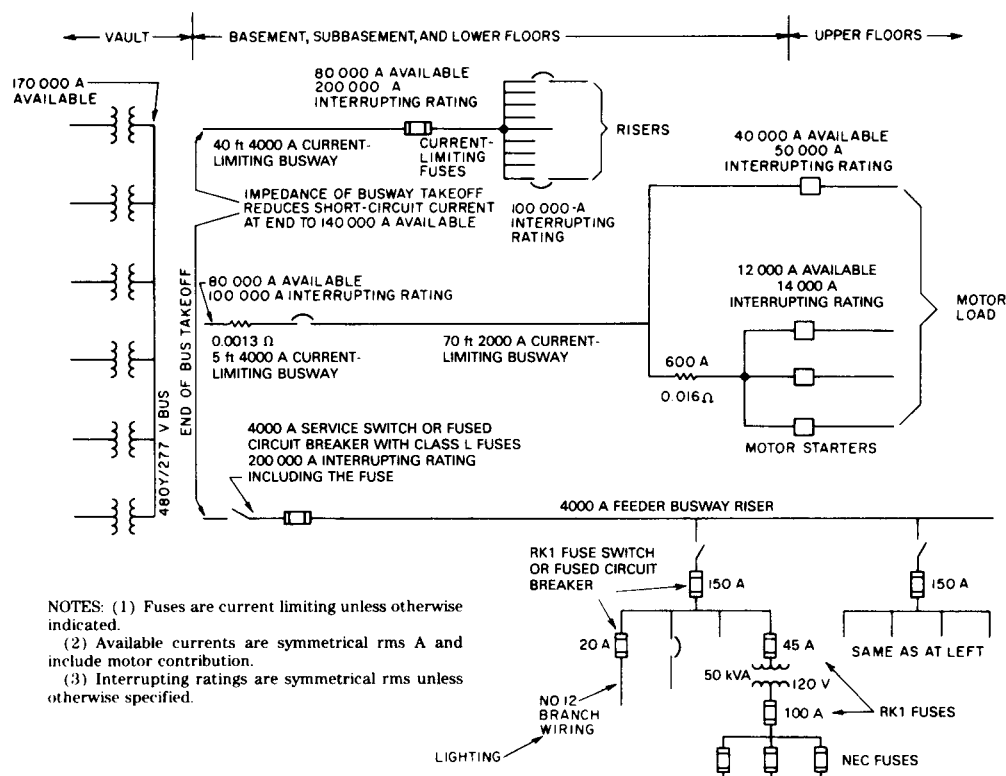 VAULT
BASEMENT, SUBBASEMENT, AND LOWER FLOORS
UPPER FLOORS
170 000 A
AVAILABLE
80 000 A AVAILABLE
200 000 A
INTERRUPTING RATING
RISERS
40 ft 4000 A CURRENT-
LIMITING BUSWAY
CURRENT-
LIMITING
FUSES
40 000 A AVAILABLE
50 000 A
INTERRUPTING RATING
IMPEDANCE OF BUSWAY TAKEOFF
REDUCES SHORT-CIRCUIT CURRENT
AT END TO 140 000 A AVAILABLE
100 000-A
INTERRUPTING
RATING
END OF BUS TAKEOFF
80 000 A AVAILABLE
100 000 A INTERRUPTING RATING
12 000 A AVAILABLE
14 000 A
INTERRUPTING RATING
MOTOR
LOAD
0.0013 Ω
5 ft 4000 A CURRENT-
LIMITING BUSWAY
70 ft 2000 A CURRENT-
LIMITING BUSWAY
600 A
0.016Ω
MOTOR STARTERS
480Y/277 V BUS
4000 A SERVICE SWITCH OR FUSED
CIRCUIT BREAKER WITH CLASS L FUSES
200 000 A INTERRUPTING RATING
INCLUDING THE FUSE
4000 A FEEDER BUSWAY RISER
RK1 FUSE SWITCH
OR FUSED CIRCUIT
BREAKER
150 A
150 A
20 A
45 A
SAME AS AT LEFT
50 kVA
120 V
NO 12
BRANCH
WIRING
100 A
RK1 FUSES
LIGHTING
NEC FUSES
NOTES: (1) Fuses are current limiting unless otherwise
indicated.
(2) Available currents are symmetrical rms A and
include motor contribution.
(3) Interrupting ratings are symmetrical rms unless
otherwise specified.